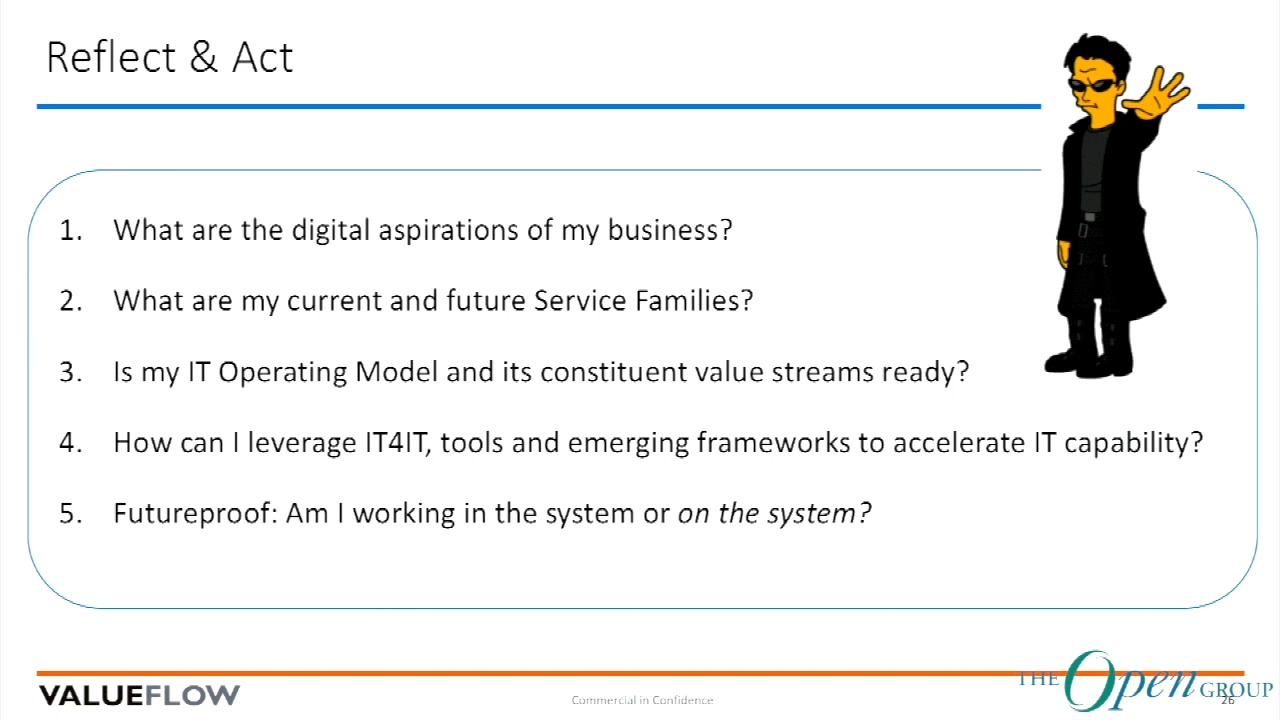 Reflect & Act
1. What are the digital aspirations of my business?
2. What are my current and future Service Families?
3. Is my IT Operating Model and its constituent value streams ready?
4. How can I leverage IT4IT, tools and emerging frameworks to accelerate IT capability?
5. Futureproof: Am I working in the system or on the system?
VALUEFLOW
Commercial in Confidence
THE Open GROUP
26